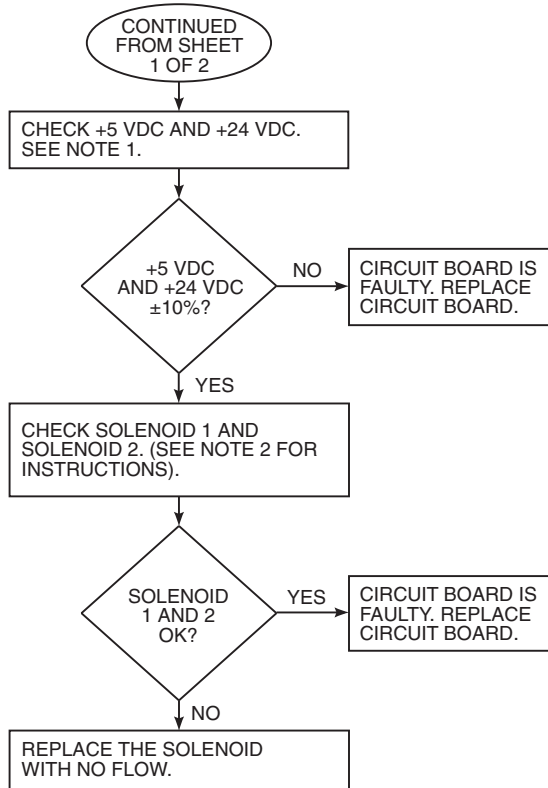 CONTINUED
FROM SHEET
1 OF 2
CHECK +5 VDC AND +24 VDC.
SEE NOTE 1.
+5 VDC
AND +24 VDC
±10%?
NO
CIRCUIT BOARD IS
FAULTY. REPLACE
CIRCUIT BOARD.
YES
CHECK SOLENOID 1 AND
SOLENOID 2. (SEE NOTE 2 FOR
INSTRUCTIONS).
SOLENOID
1 AND 2
OK?
YES
CIRCUIT BOARD IS
FAULTY. REPLACE
CIRCUIT BOARD.
NO
REPLACE THE SOLENOID
WITH NO FLOW.